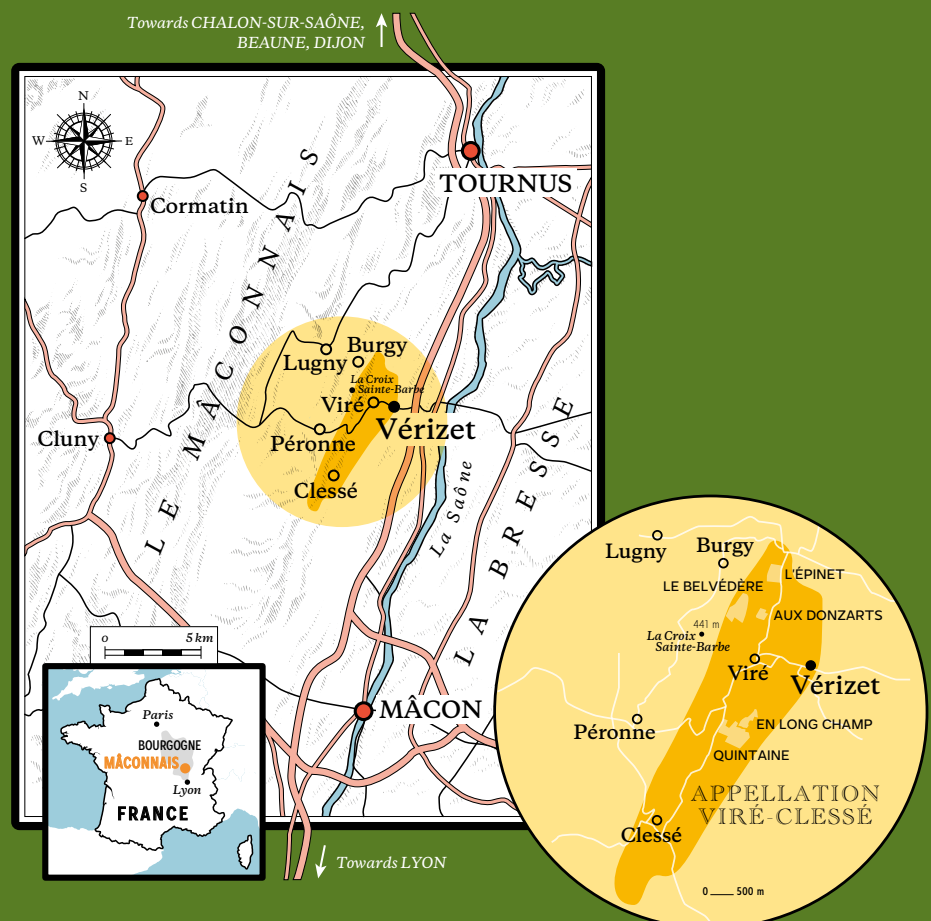 Towards CHALON-SUR-SAÔNE,
BEAUNE, DIJON
N
W
E
S
TOURNUS
Cormatin
LE MÂCONNAIS
Burgy
Lugny
La Croix
Sainte-Barbe
Viré
Vérizet
Cluny
Péronne
Clessé
La Saône
LA BRESSE
0 5 km
MÂCON
Paris
BOURGOGNE
MÂCONNAIS
Lyon
FRANCE
Towards LYON
Lugny
Burgy
L'ÉPINET
LE BELVÉDÈRE
AUX DONZARTS
441 m
La Croix
Sainte-Barbe
Viré
Vérizet
Péronne
EN LONG CHAMP
QUINTAINE
APPELLATION
VIRÉ-CLESSÉ
Clessé
0 500 m